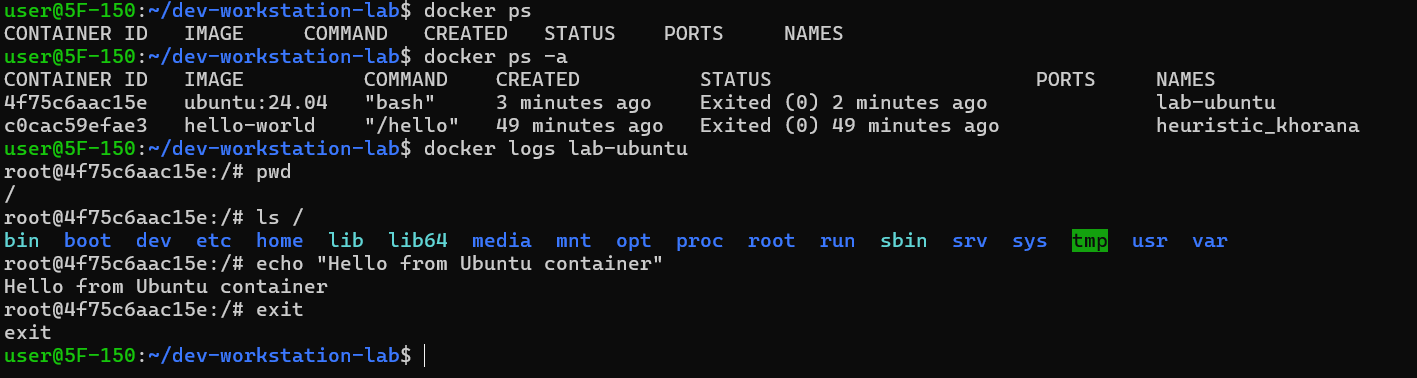 user@5F-150:~/dev-workstation-lab$ docker ps
CONTAINER ID   IMAGE     COMMAND   CREATED   STATUS    PORTS     NAMES
user@5F-150:~/dev-workstation-lab$ docker ps -a
CONTAINER ID   IMAGE          COMMAND    CREATED          STATUS                      PORTS     NAMES
4f75c6aac15e   ubuntu:24.04   "bash"     3 minutes ago    Exited (0) 2 minutes ago              lab-ubuntu
c0cac59efae3   hello-world    "/hello"   49 minutes ago   Exited (0) 49 minutes ago             heuristic_khorana
user@5F-150:~/dev-workstation-lab$ docker logs lab-ubuntu
root@4f75c6aac15e:/# pwd
/
root@4f75c6aac15e:/# ls /
bin  boot  dev  etc  home  lib  lib64  media  mnt  opt  proc  root  run  sbin  srv  sys  tmp  usr  var
root@4f75c6aac15e:/# echo "Hello from Ubuntu container"
Hello from Ubuntu container
root@4f75c6aac15e:/# exit
exit
user@5F-150:~/dev-workstation-lab$